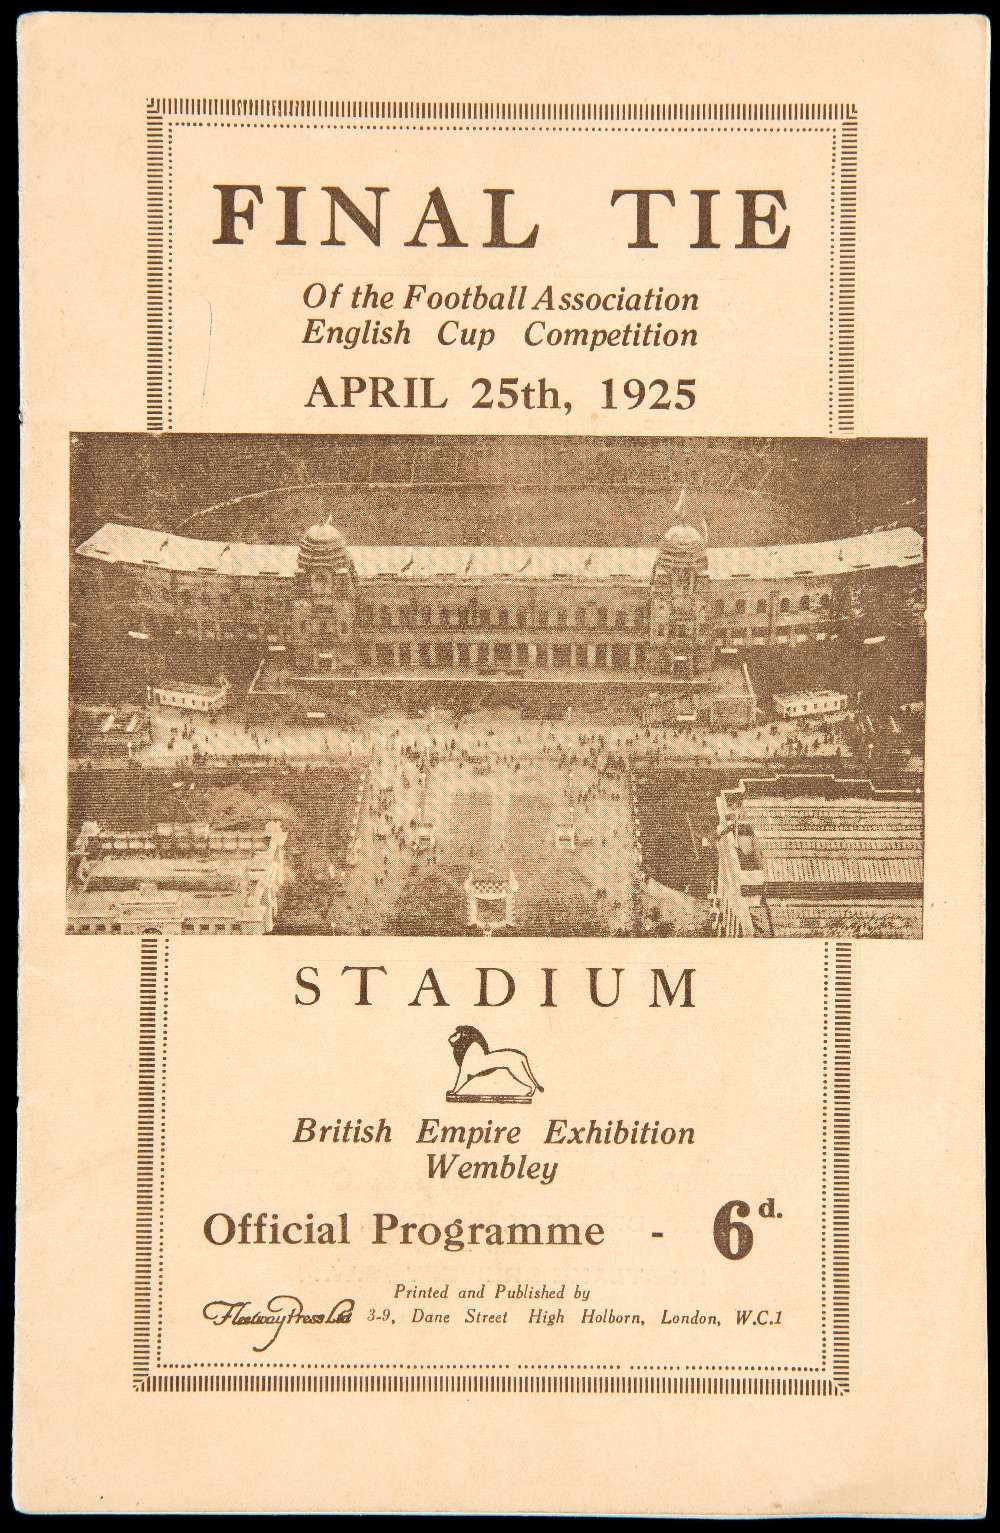 FINAL TIE
Of the Football Association
English Cup Competition
APRIL 25th, 1925
STADIUM
British Empire Exhibition
Wembley
Official Programme - 6d.
Printed and Published by
Fleetway Press Ltd 3-9, Dane Street High Holborn, London, W.C.1